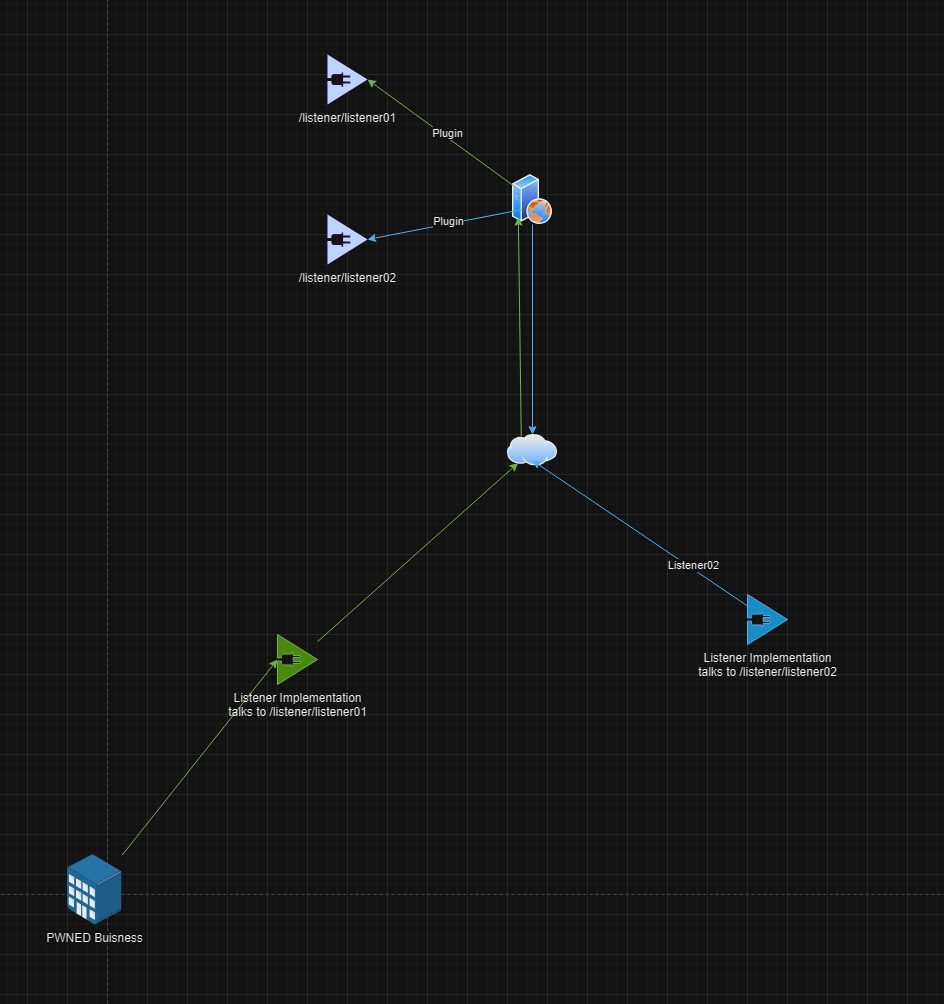 /listener/listener01
Plugin
Plugin
/listener/listener02
Listener02
Listener Implementation
talks to /listener/listener02
Listener Implementation
talks to /listener/listener01
PWNED Buisness